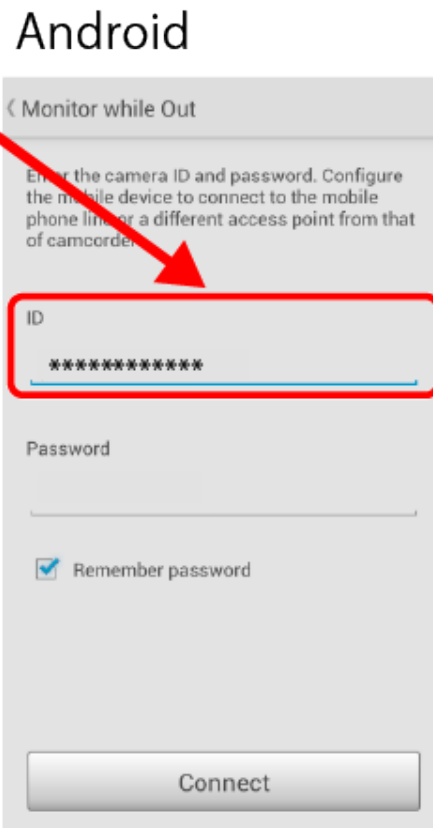 Android
Monitor while Out
Enter the camera ID and password. Configure
the mobile device to connect to the mobile
phone line or a different access point from that
of camcorder
ID
************
Password
Remember password
Connect